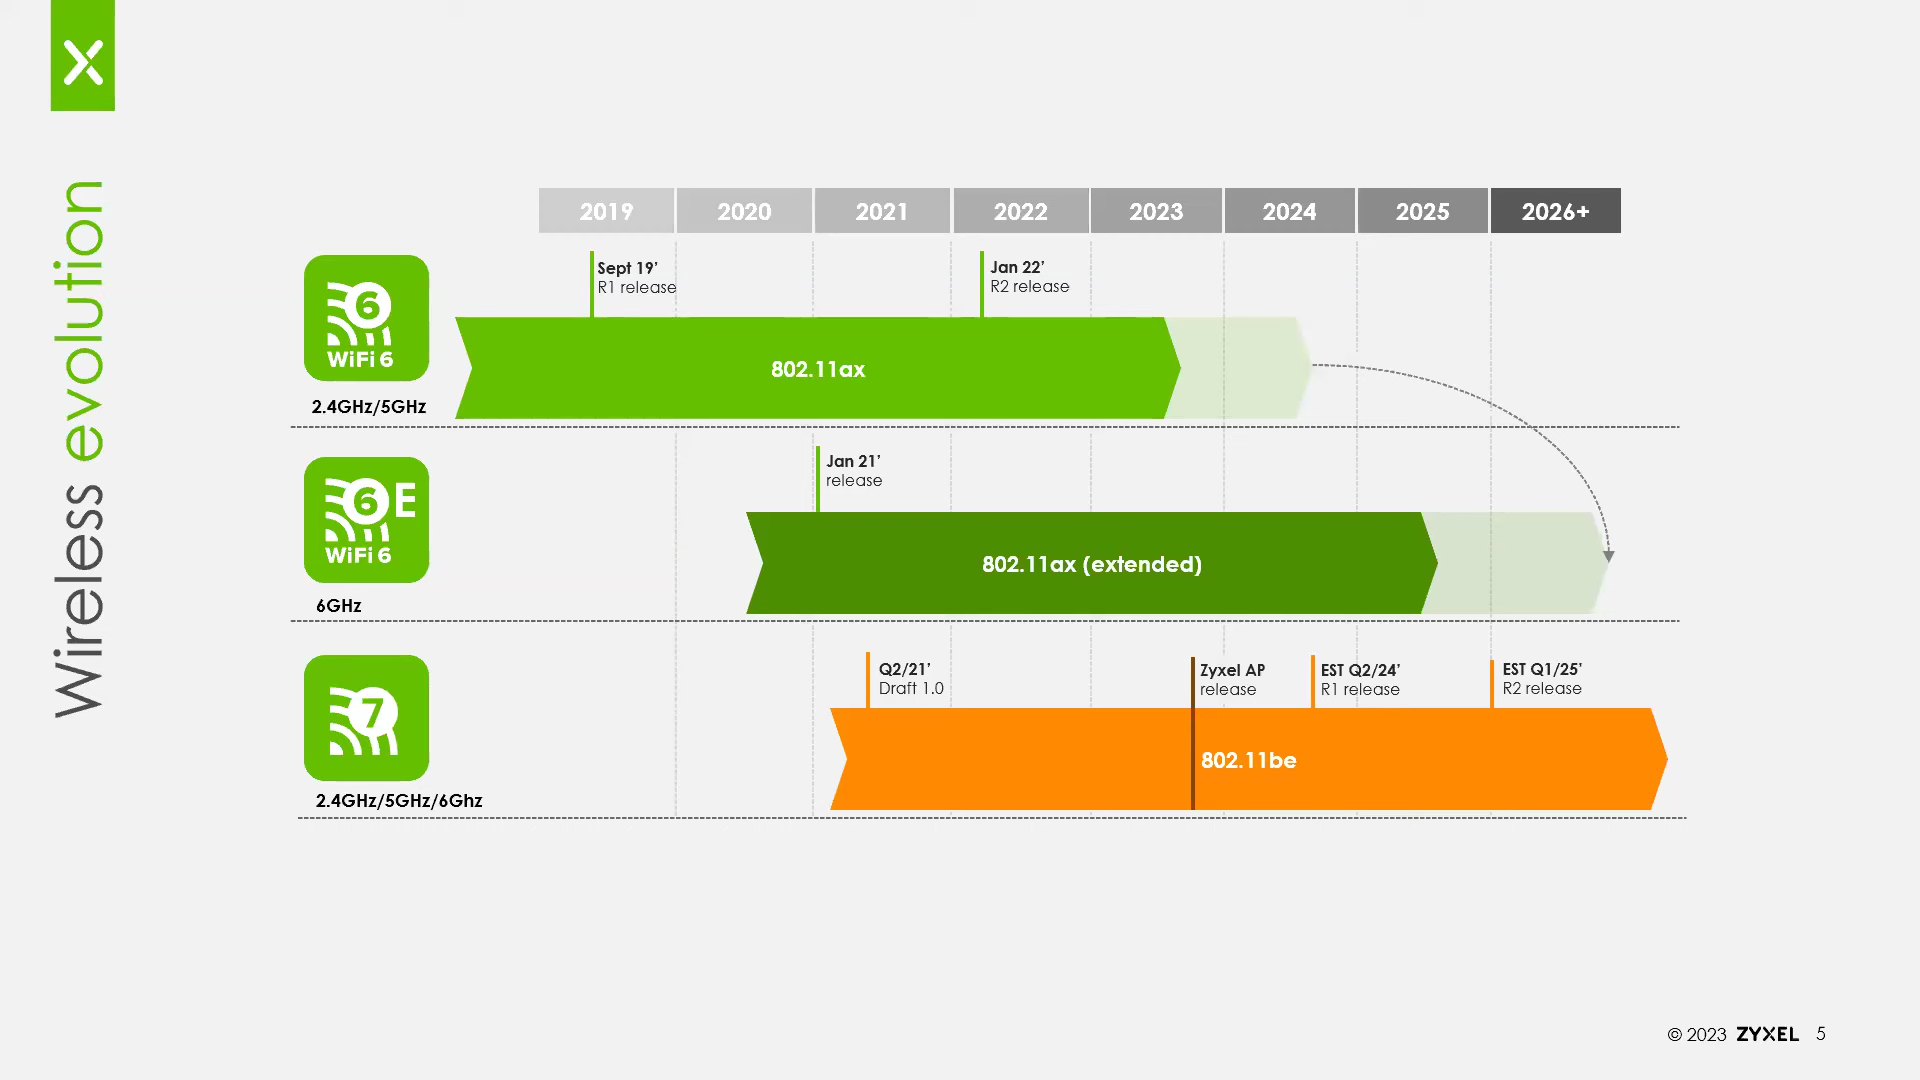 Wireless evolution
2019 2020 2021 2022 2023 2024 2025 2026+
Sept 19’
R1 release
Jan 22’
R2 release
6
WiFi 6
802.11ax
2.4GHz/5GHz
Jan 21’
release
6 E
WiFi 6
802.11ax (extended)
6GHz
Q2/21’
Draft 1.0
Zyxel AP
release
EST Q2/24’
R1 release
EST Q1/25’
R2 release
7
802.11be
2.4GHz/5GHz/6Ghz
© 2023 ZYXEL 5